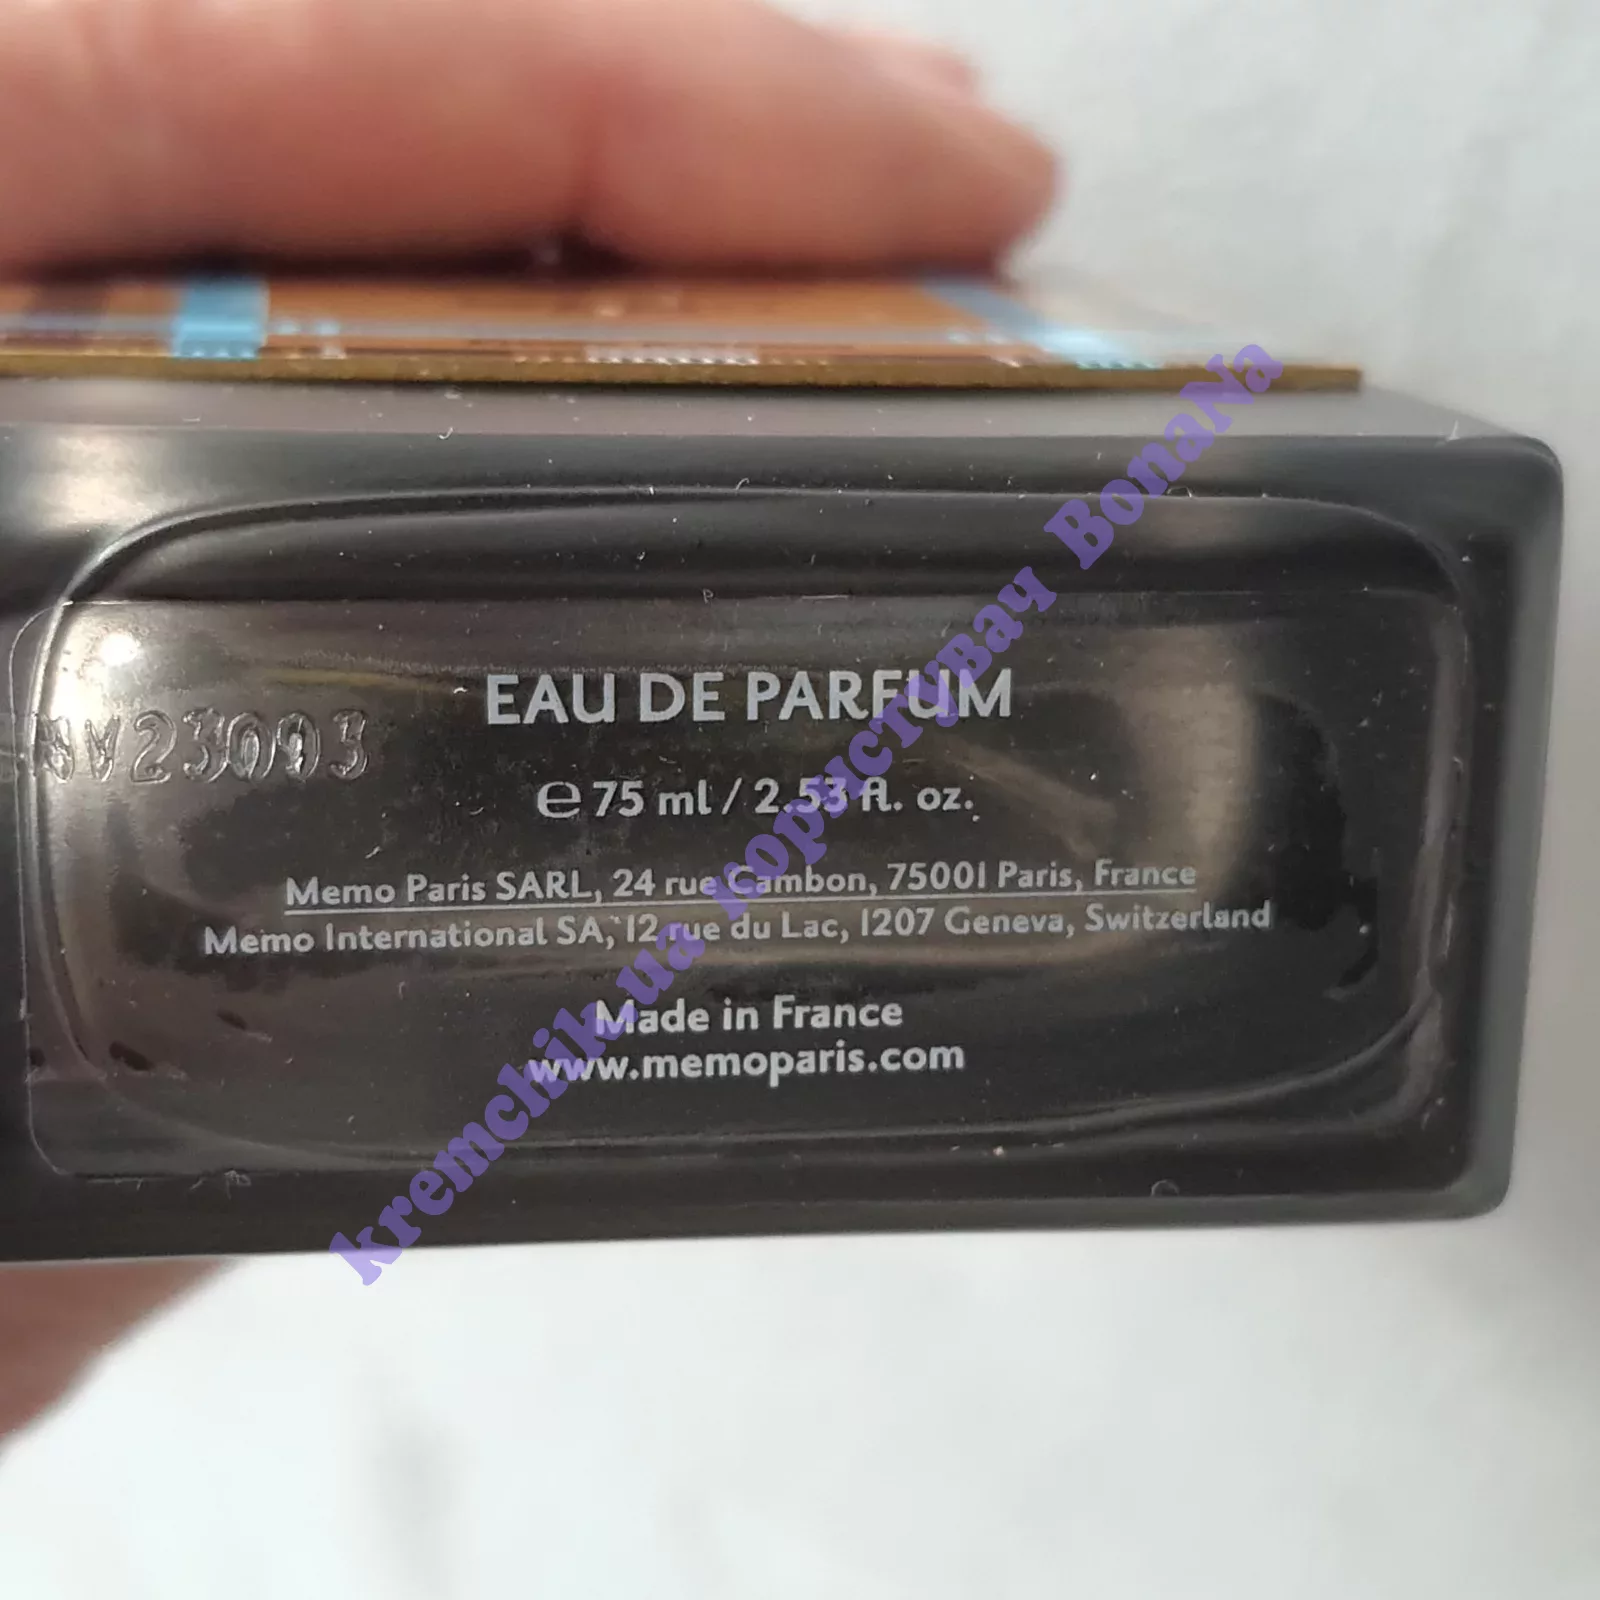 EAU DE PARFUM
23093
℮ 75 ml / 2.53 fl. oz.
Memo Paris SARL, 24 rue Cambon, 75001 Paris, France
Memo International SA, 12 rue du Lac, 1207 Geneva, Switzerland
Made in France
www.memoparis.com
kremchik.ua користувач BonaNa